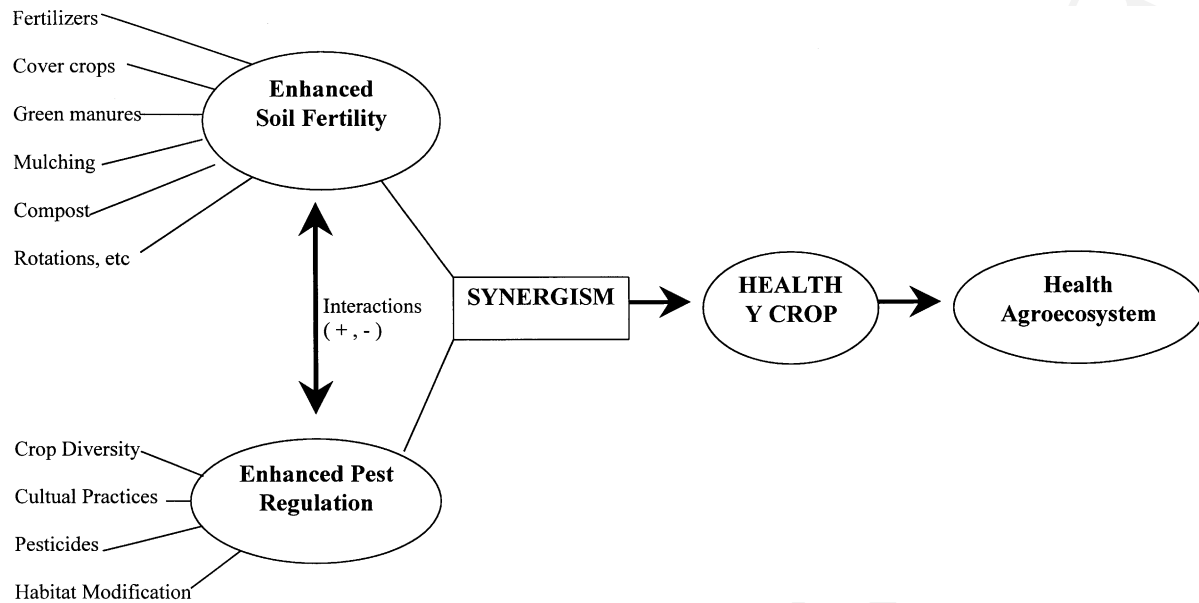 Fertilizers
Cover crops
Green manures
Mulching
Compost
Rotations, etc
Enhanced
Soil Fertility
Interactions
( + , - )
SYNERGISM
HEALTH
Y CROP
Health
Agroecosystem
Crop Diversity
Cultual Practices
Pesticides
Habitat Modification
Enhanced Pest
Regulation